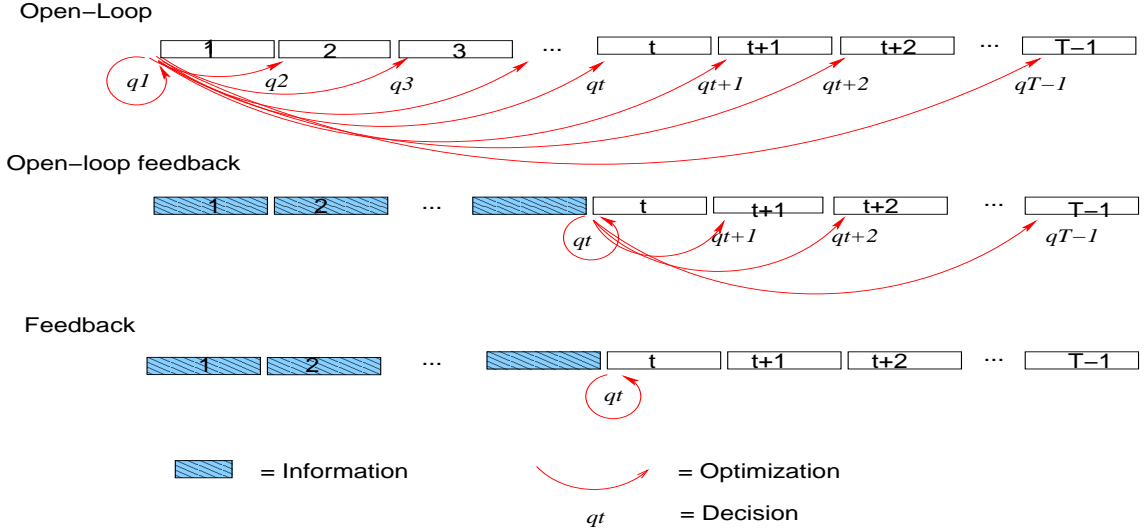 Open-Loop
1 2 3 ... t t+1 t+2 ... T-1
q1 q2 q3 qt qt+1 qt+2 qT-1
Open-loop feedback
1 2 ... t t+1 t+2 ... T-1
qt qt+1 qt+2 qT-1
Feedback
1 2 ... t t+1 t+2 ... T-1
qt
= Information = Optimization
qt = Decision